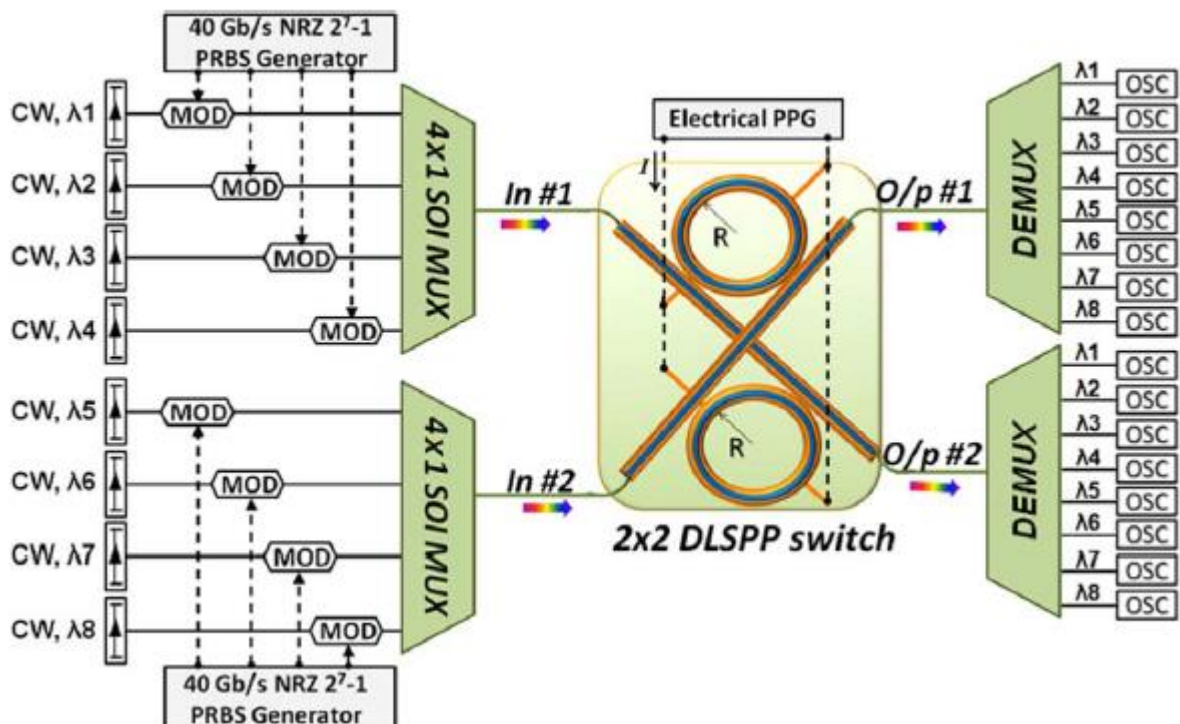 40 Gb/s NRZ 2⁷-1
PRBS Generator
CW, λ1
MOD
CW, λ2
MOD
CW, λ3
MOD
CW, λ4
MOD
4x1 SOI MUX
CW, λ5
MOD
CW, λ6
MOD
CW, λ7
MOD
CW, λ8
MOD
4x1 SOI MUX
40 Gb/s NRZ 2⁷-1
PRBS Generator
In #1
In #2
Electrical PPG
I
R
R
2x2 DLSPP switch
O/p #1
O/p #2
DEMUX
λ1 OSC
λ2 OSC
λ3 OSC
λ4 OSC
λ5 OSC
λ6 OSC
λ7 OSC
λ8 OSC
DEMUX
λ1 OSC
λ2 OSC
λ3 OSC
λ4 OSC
λ5 OSC
λ6 OSC
λ7 OSC
λ8 OSC